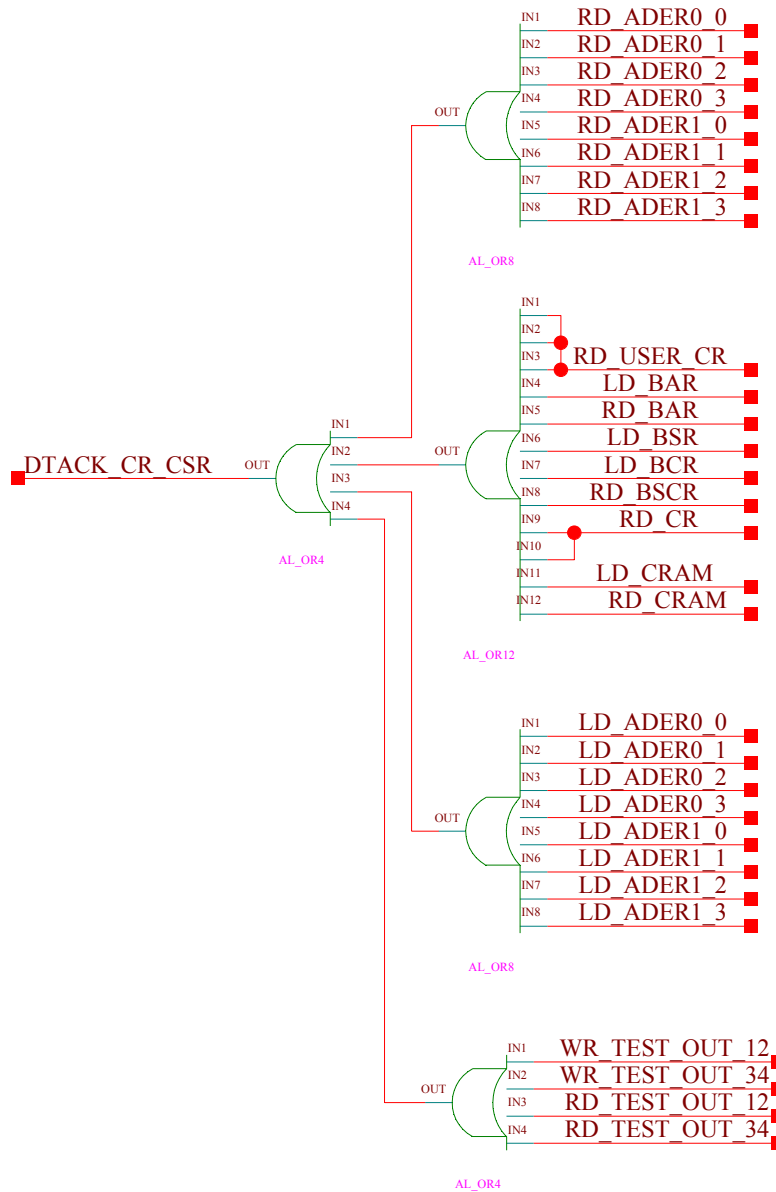 IN1 RD_ADER0_0
IN2 RD_ADER0_1
IN3 RD_ADER0_2
IN4 RD_ADER0_3
OUT
IN5 RD_ADER1_0
IN6 RD_ADER1_1
IN7 RD_ADER1_2
IN8 RD_ADER1_3
AL_OR8
IN1
IN2
IN3 RD_USER_CR
IN4 LD_BAR
IN5 RD_BAR
OUT
IN6 LD_BSR
IN7 LD_BCR
IN8 RD_BSCR
IN9 RD_CR
IN10
IN11 LD_CRAM
IN12 RD_CRAM
AL_OR12
DTACK_CR_CSR
OUT
IN1
IN2
IN3
IN4
AL_OR4
IN1 LD_ADER0_0
IN2 LD_ADER0_1
IN3 LD_ADER0_2
IN4 LD_ADER0_3
OUT
IN5 LD_ADER1_0
IN6 LD_ADER1_1
IN7 LD_ADER1_2
IN8 LD_ADER1_3
AL_OR8
IN1 WR_TEST_OUT_12
IN2 WR_TEST_OUT_34
OUT
IN3 RD_TEST_OUT_12
IN4 RD_TEST_OUT_34
AL_OR4